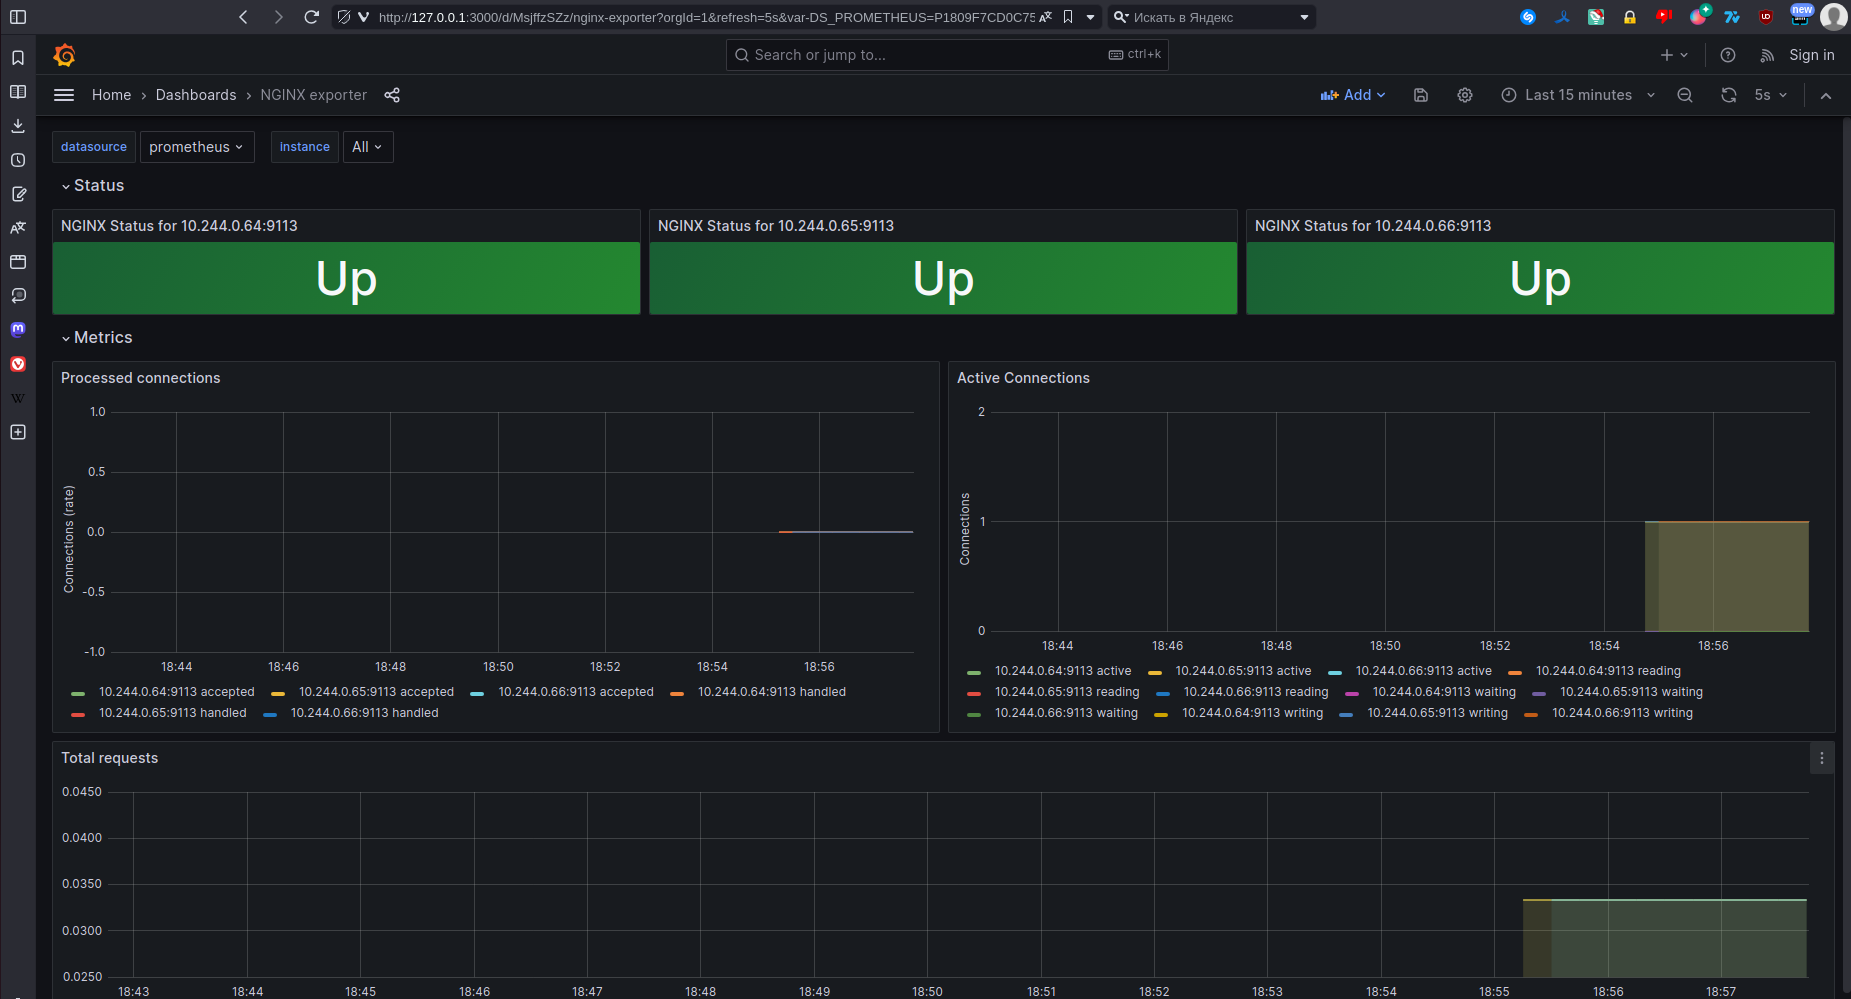 http://127.0.0.1:3000/d/MsjffzSZz/nginx-exporter?orgId=1&refresh=5s&var-DS_PROMETHEUS=P1809F7CD0C75
Искать в Яндекс
new
Search or jump to...
ctrl+k
Sign in
Home › Dashboards › NGINX exporter
Add
Last 15 minutes
5s
datasource
prometheus
instance
All
Status
NGINX Status for 10.244.0.64:9113
NGINX Status for 10.244.0.65:9113
NGINX Status for 10.244.0.66:9113
Up
Up
Up
Metrics
Processed connections
Connections (rate)
1.0
0.5
0.0
-0.5
-1.0
18:44 18:46 18:48 18:50 18:52 18:54 18:56
10.244.0.64:9113 accepted 10.244.0.65:9113 accepted 10.244.0.66:9113 accepted 10.244.0.64:9113 handled
10.244.0.65:9113 handled 10.244.0.66:9113 handled
Active Connections
Connections
2
1
0
18:44 18:46 18:48 18:50 18:52 18:54 18:56
10.244.0.64:9113 active 10.244.0.65:9113 active 10.244.0.66:9113 active 10.244.0.64:9113 reading
10.244.0.65:9113 reading 10.244.0.66:9113 reading 10.244.0.64:9113 waiting 10.244.0.65:9113 waiting
10.244.0.66:9113 waiting 10.244.0.64:9113 writing 10.244.0.65:9113 writing 10.244.0.66:9113 writing
Total requests
0.0450
0.0400
0.0350
0.0300
0.0250
18:43 18:44 18:45 18:46 18:47 18:48 18:49 18:50 18:51 18:52 18:53 18:54 18:55 18:56 18:57